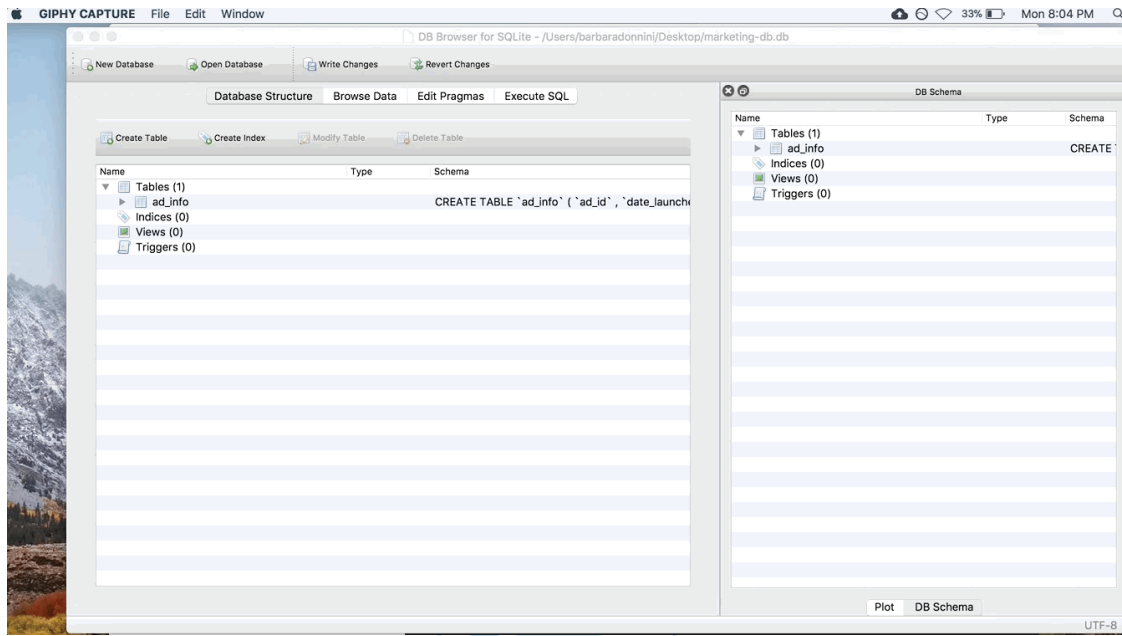 GIPHY CAPTURE File Edit Window 33% Mon 8:04 PM
DB Browser for SQLite - /Users/barbaradonnini/Desktop/marketing-db.db
New Database Open Database Write Changes Revert Changes
Database Structure Browse Data Edit Pragmas Execute SQL
Create Table Create Index Modify Table Delete Table
Name Type Schema
Tables (1)
ad_info CREATE TABLE `ad_info` ( `ad_id` , `date_launche
Indices (0)
Views (0)
Triggers (0)
DB Schema
Name Type Schema
Tables (1)
ad_info CREATE
Indices (0)
Views (0)
Triggers (0)
Plot DB Schema
UTF-8